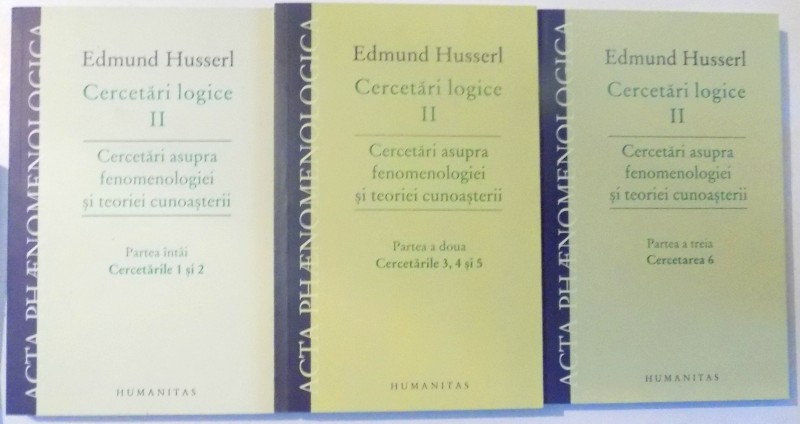 ACTA PHÆNOMENOLOGICA
Edmund Husserl
Cercetări logice
II
Cercetări asupra
fenomenologiei
și teoriei cunoașterii
Partea întâi
Cercetările 1 și 2
HUMANITAS
ACTA PHÆNOMENOLOGICA
Edmund Husserl
Cercetări logice
II
Cercetări asupra
fenomenologiei
și teoriei cunoașterii
Partea a doua
Cercetările 3, 4 și 5
HUMANITAS
ACTA PHÆNOMENOLOGICA
Edmund Husserl
Cercetări logice
II
Cercetări asupra
fenomenologiei
și teoriei cunoașterii
Partea a treia
Cercetarea 6
HUMANITAS